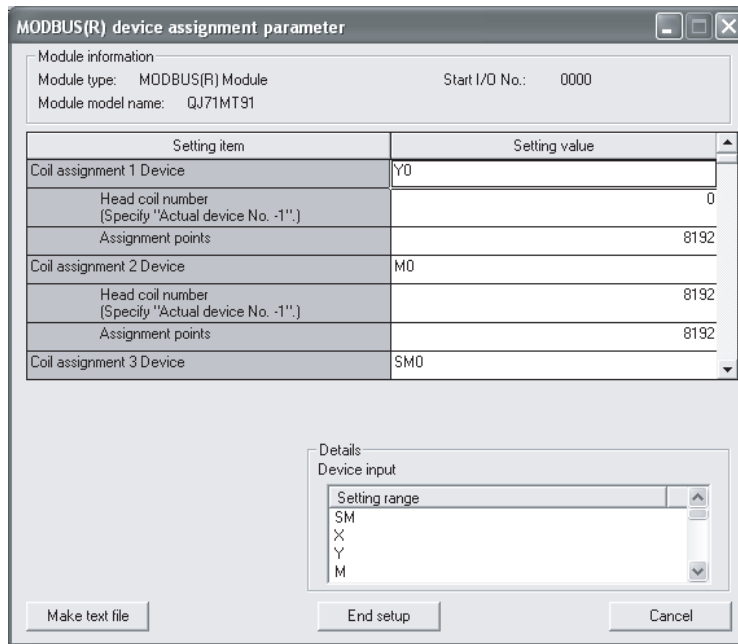 MODBUS(R) device assignment parameter
Module information
Module type: MODBUS(R) Module Start I/O No.: 0000
Module model name: QJ71MT91
Setting item Setting value
Coil assignment 1 Device Y0
Head coil number
(Specify "Actual device No. -1".) 0
Assignment points 8192
Coil assignment 2 Device M0
Head coil number
(Specify "Actual device No. -1".) 8192
Assignment points 8192
Coil assignment 3 Device SM0
Details
Device input
Setting range
SM
X
Y
M
Make text file End setup Cancel